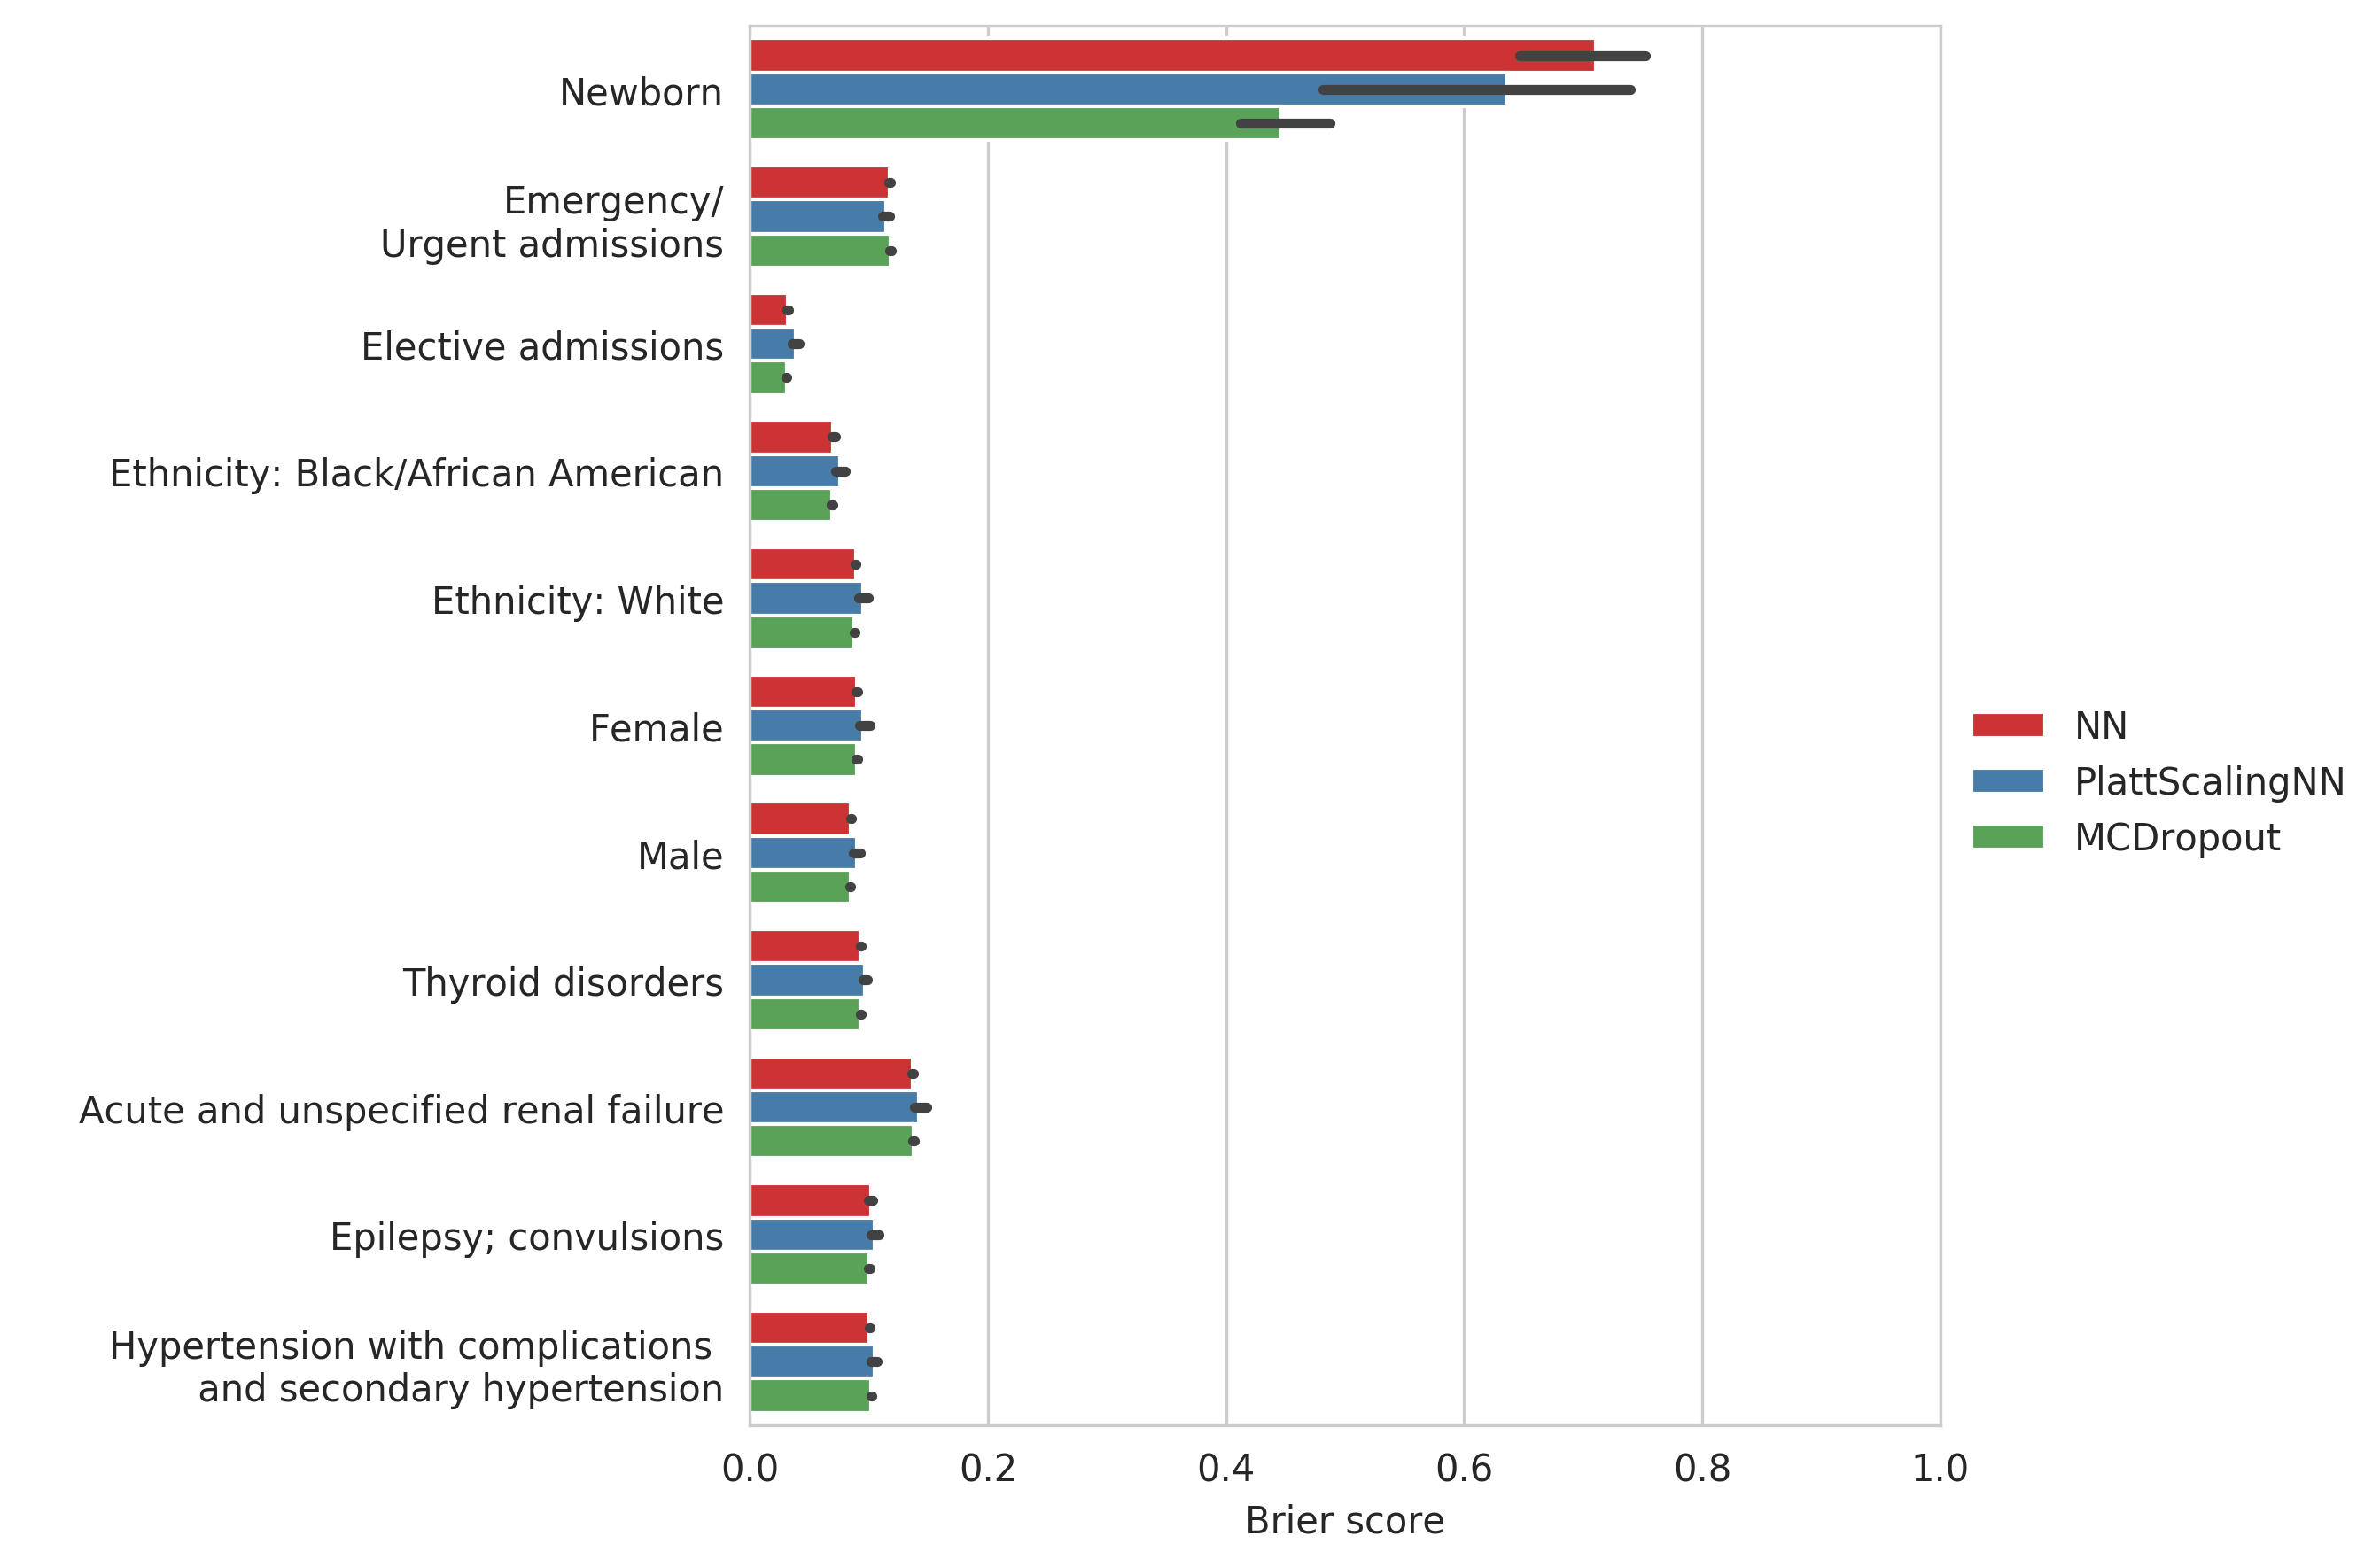 Newborn
Emergency/
Urgent admissions
Elective admissions
Ethnicity: Black/African American
Ethnicity: White
Female
Male
Thyroid disorders
Acute and unspecified renal failure
Epilepsy; convulsions
Hypertension with complications
and secondary hypertension
0.0 0.2 0.4 0.6 0.8 1.0
Brier score
NN
PlattScalingNN
MCDropout